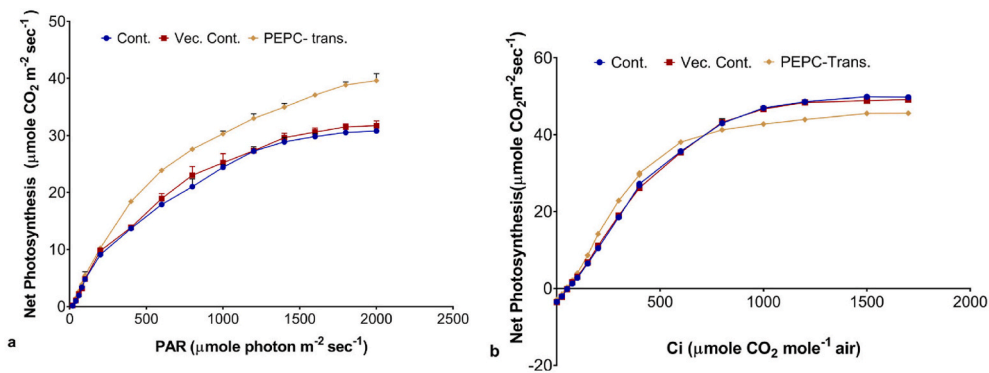 50
40
30
20
10
0
Net Photosynthesis (μmole CO2 m-2 sec-1)
Cont. Vec. Cont. PEPC- trans.
0 500 1000 1500 2000 2500
PAR (μmole photon m-2 sec-1)
a
60
40
20
0
-20
Net Photosynthesis(μmole CO2m-2sec-1)
Cont. Vec. Cont. PEPC-Trans.
500 1000 1500 2000
Ci (μmole CO2 mole-1 air)
b